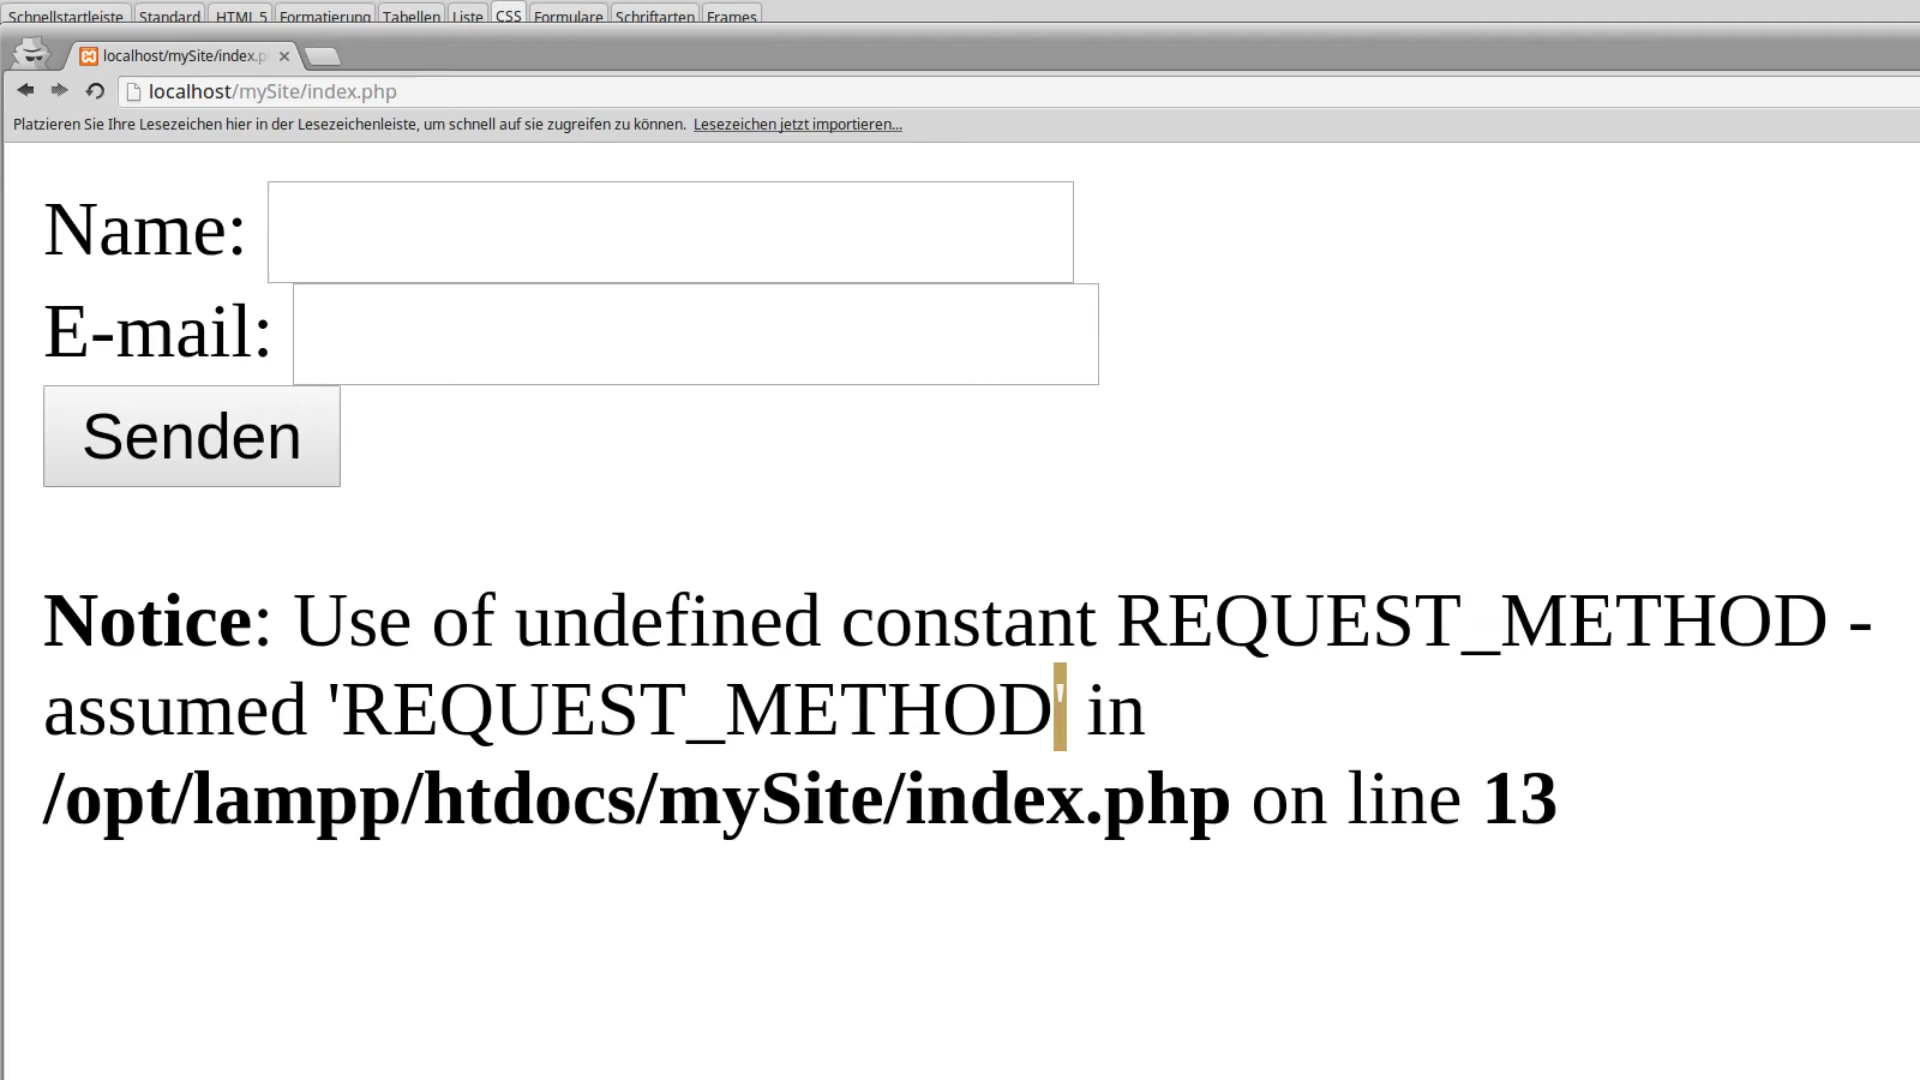 Schnellstartleiste Standard HTML 5 Formatierung Tabellen Liste CSS Formulare Schriftarten Frames
localhost/mySite/index.p
localhost/mySite/index.php
Platzieren Sie Ihre Lesezeichen hier in der Lesezeichenleiste, um schnell auf sie zugreifen zu können. Lesezeichen jetzt importieren...
Name:
E-mail:
Senden
Notice: Use of undefined constant REQUEST_METHOD -
assumed 'REQUEST_METHOD' in
/opt/lampp/htdocs/mySite/index.php on line 13